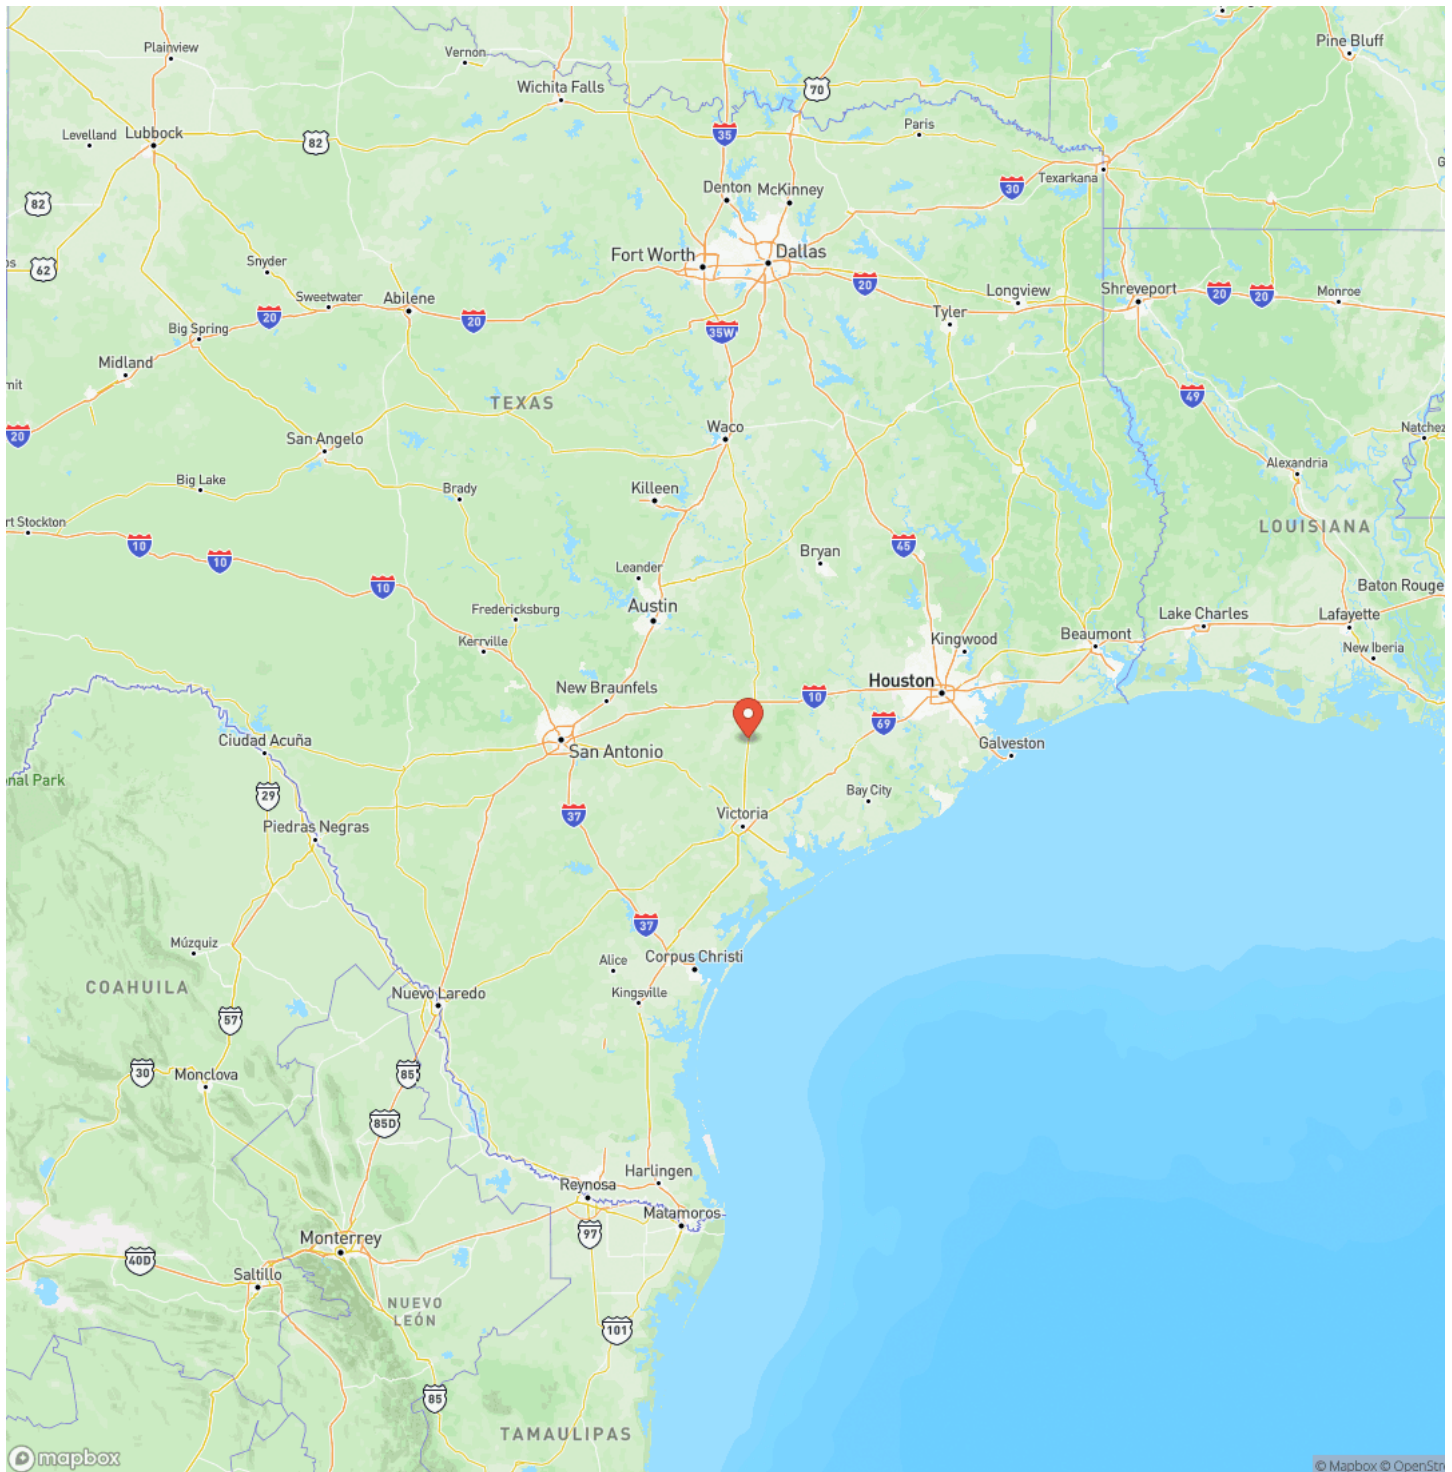 Plainview
Vernon
Pine Bluff
Wichita Falls
70
Levelland
Lubbock
82
35
Paris
Texarkana
30
82
Denton
McKinney
Fort Worth
Dallas
62
Snyder
20
Longview
Shreveport
20
20
Monroe
Sweetwater
Abilene
20
20
Tyler
Big Spring
35W
Midland
mit
TEXAS
49
20
San Angelo
Waco
Natchez
Big Lake
Brady
Killeen
Alexandria
rt Stockton
LOUISIANA
10
10
45
Bryan
10
Leander
Baton Rouge
Fredericksburg
Austin
Lake Charles
Lafayette
Kerrville
Kingwood
Beaumont
New Iberia
New Braunfels
10
Houston
69
Ciudad Acuña
San Antonio
Galveston
nal Park
29
Bay City
37
Victoria
Piedras Negras
37
Múzquiz
Alice
Corpus Christi
COAHUILA
Nuevo Laredo
Kingsville
57
30
Monclova
85
85D
Harlingen
Reynosa
Matamoros
97
Monterrey
40D
Saltillo
NUEVO
LEÓN
101
85
TAMAULIPAS
mapbox
© Mapbox © OpenStr